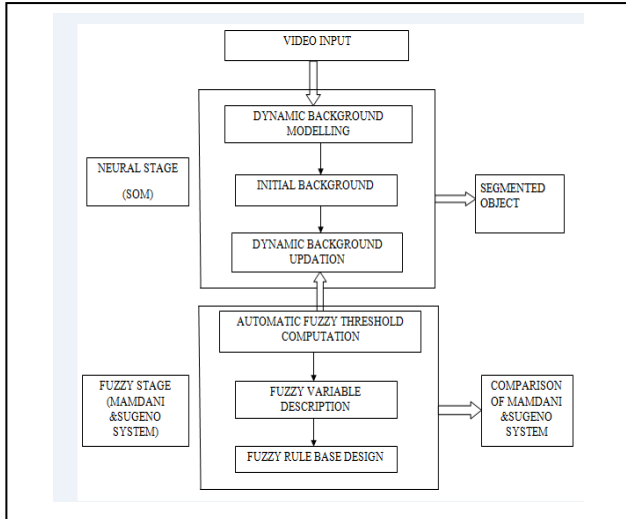 VIDEO INPUT
DYNAMIC BACKGROUND
MODELLING
NEURAL STAGE
(SOM)
INITIAL BACKGROUND
SEGMENTED
OBJECT
DYNAMIC BACKGROUND
UPDATION
AUTOMATIC FUZZY THRESHOLD
COMPUTATION
FUZZY STAGE
(MAMDANI
&SUGENO
SYSTEM)
FUZZY VARIABLE
DESCRIPTION
COMPARISON
OF MAMDANI
&SUGENO
SYSTEM
FUZZY RULE BASE DESIGN